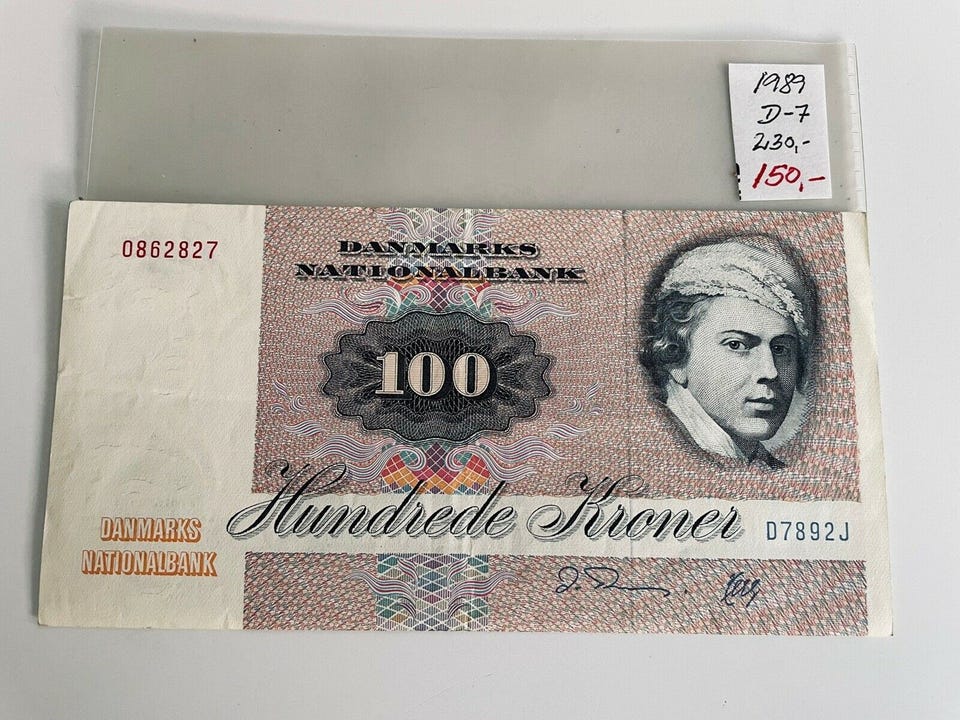 1989
D-7
230,-
150,-
0862827
DANMARKS
NATIONALBANK
100
Hundrede Kroner
D7892J
DANMARKS
NATIONALBANK